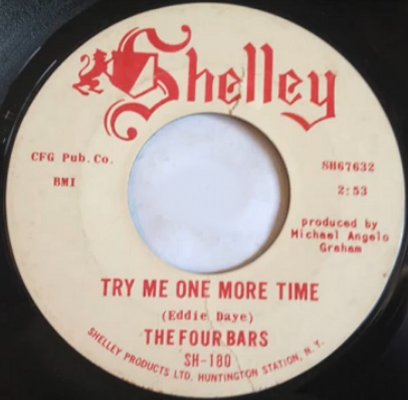 Shelley
CFG Pub. Co.
BMI
SH67632
2:53
produced by
Michael Angelo
Graham
TRY ME ONE MORE TIME
(Eddie Daye)
THE FOUR BARS
SH-180
SHELLEY PRODUCTS LTD. HUNTINGTON STATION, N.Y.